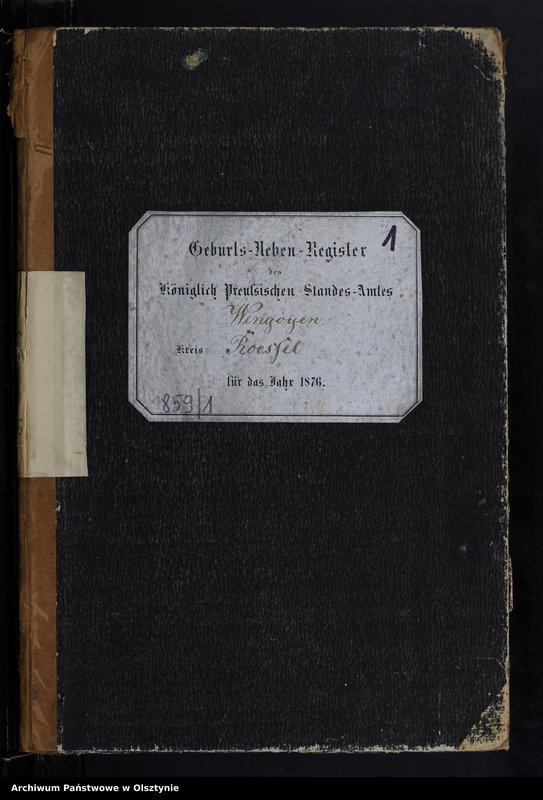 Geburts-Neben-Register
1
des
Königlich Preußischen Standes-Amtes
Wengoyen
Kreis Roessel
für das Jahr 1876.
1859/1
Archiwum Państwowe w Olsztynie